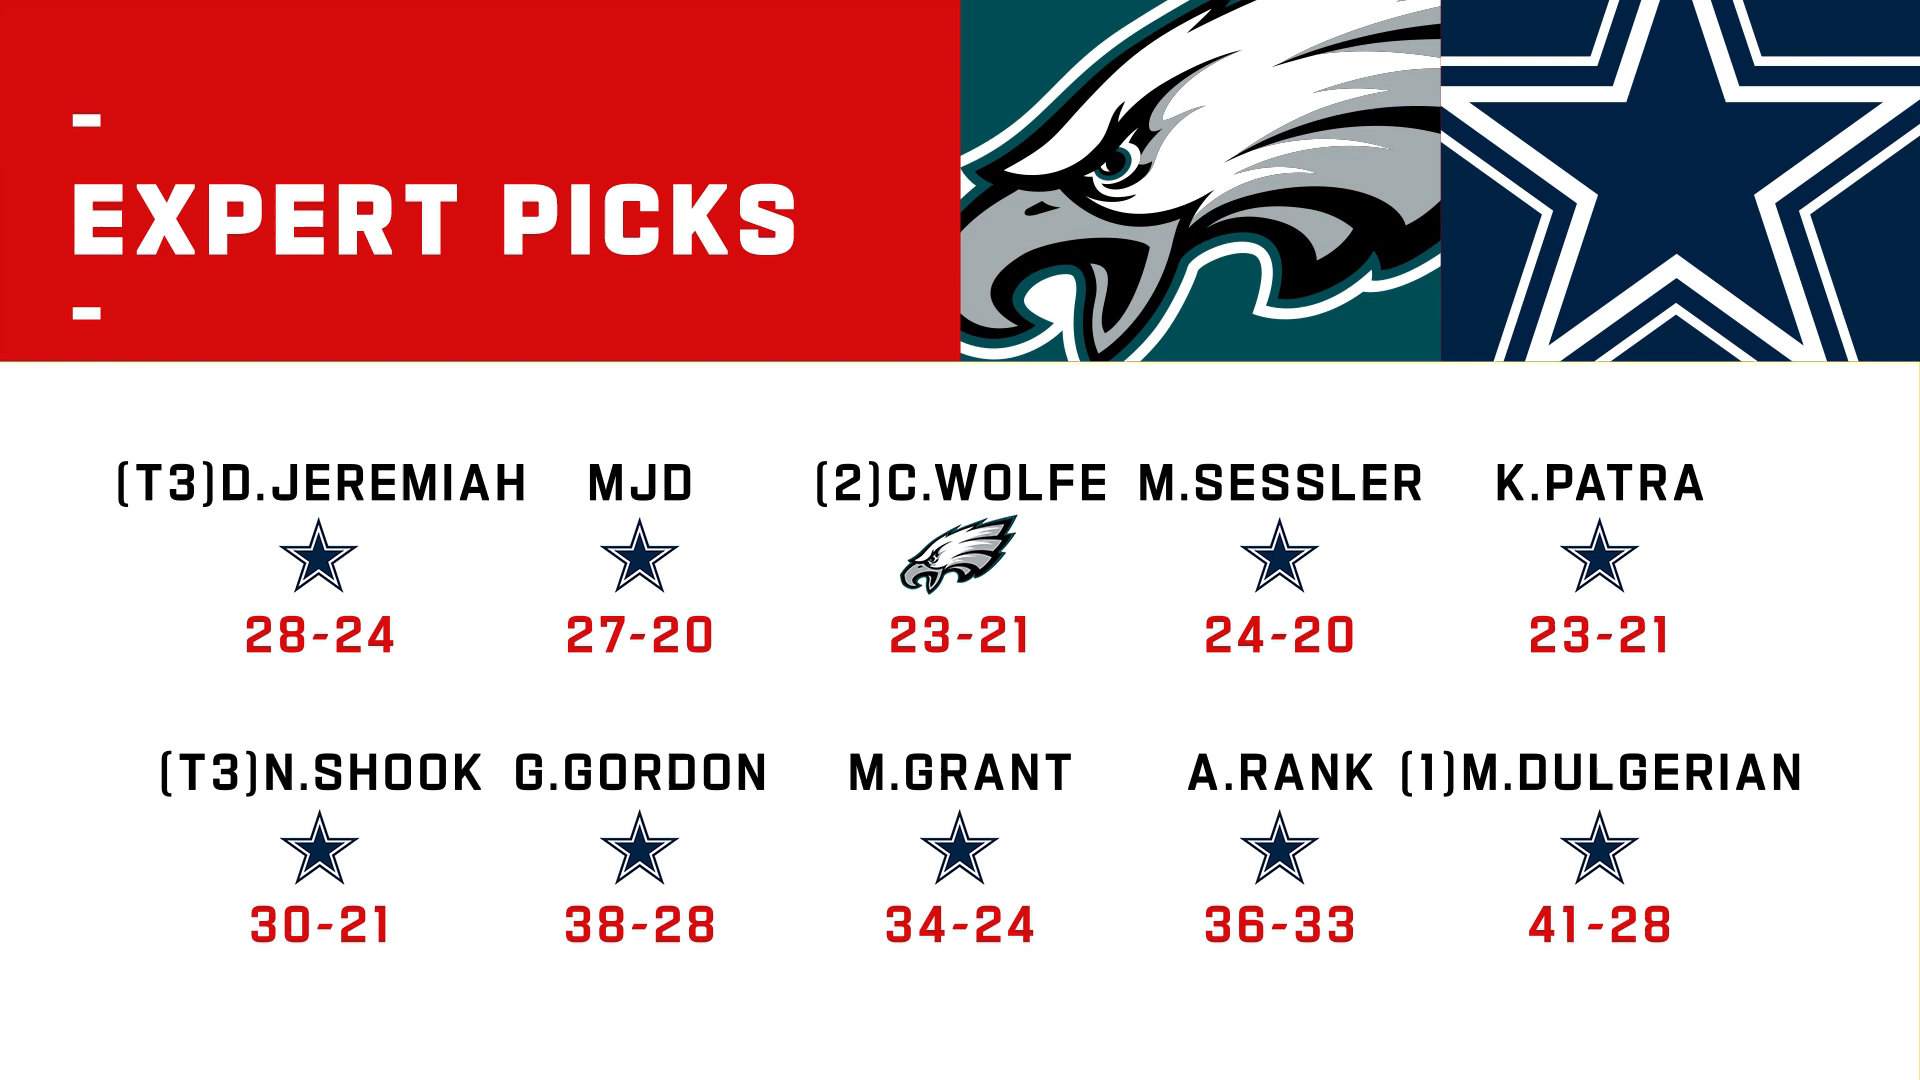 -
EXPERT PICKS
-
(T3)D.JEREMIAH MJD (2)C.WOLFE M.SESSLER K.PATRA
28-24 27-20 23-21 24-20 23-21
(T3)N.SHOOK G.GORDON M.GRANT A.RANK (1)M.DULGERIAN
30-21 38-28 34-24 36-33 41-28